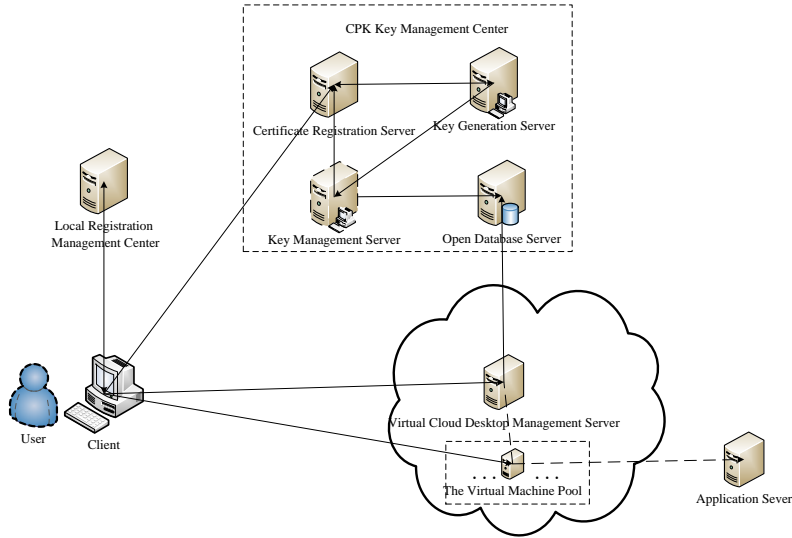 CPK Key Management Center
Certificate Registration Server
Key Generation Server
Local Registration
Management Center
Key Management Server
Open Database Server
User
Client
Virtual Cloud Desktop Management Server
. . . . . .
The Virtual Machine Pool
Application Sever